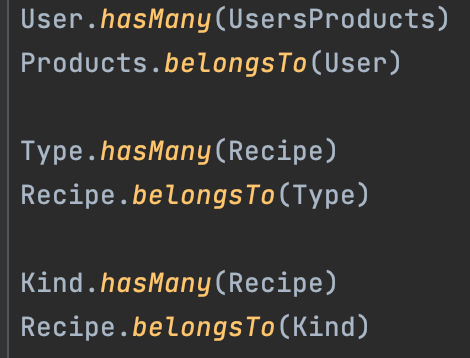 User.hasMany(UsersProducts)
Products.belongsTo(User)
Type.hasMany(Recipe)
Recipe.belongsTo(Type)
Kind.hasMany(Recipe)
Recipe.belongsTo(Kind)